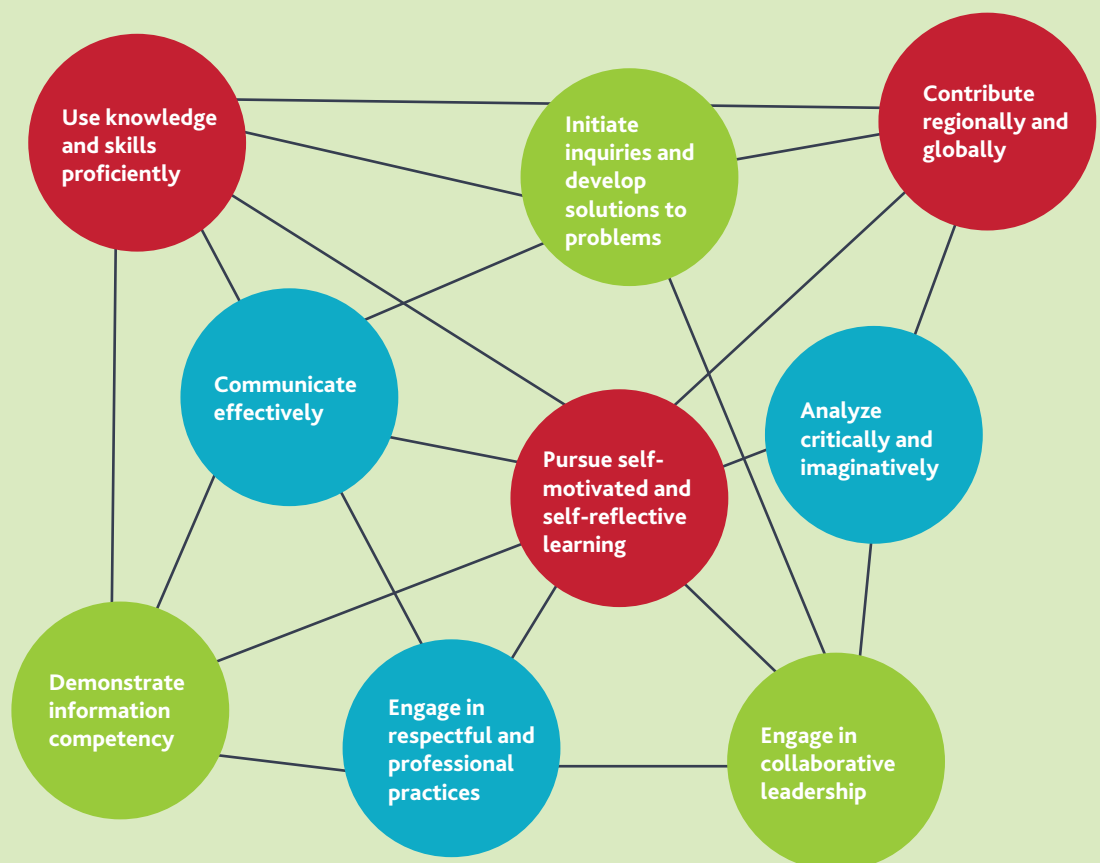 Use knowledge
and skills
proficiently
Initiate
inquiries and
develop
solutions to
problems
Contribute
regionally and
globally
Communicate
effectively
Pursue self-
motivated and
self-reflective
learning
Analyze
critically and
imaginatively
Demonstrate
information
competency
Engage in
respectful and
professional
practices
Engage in
collaborative
leadership